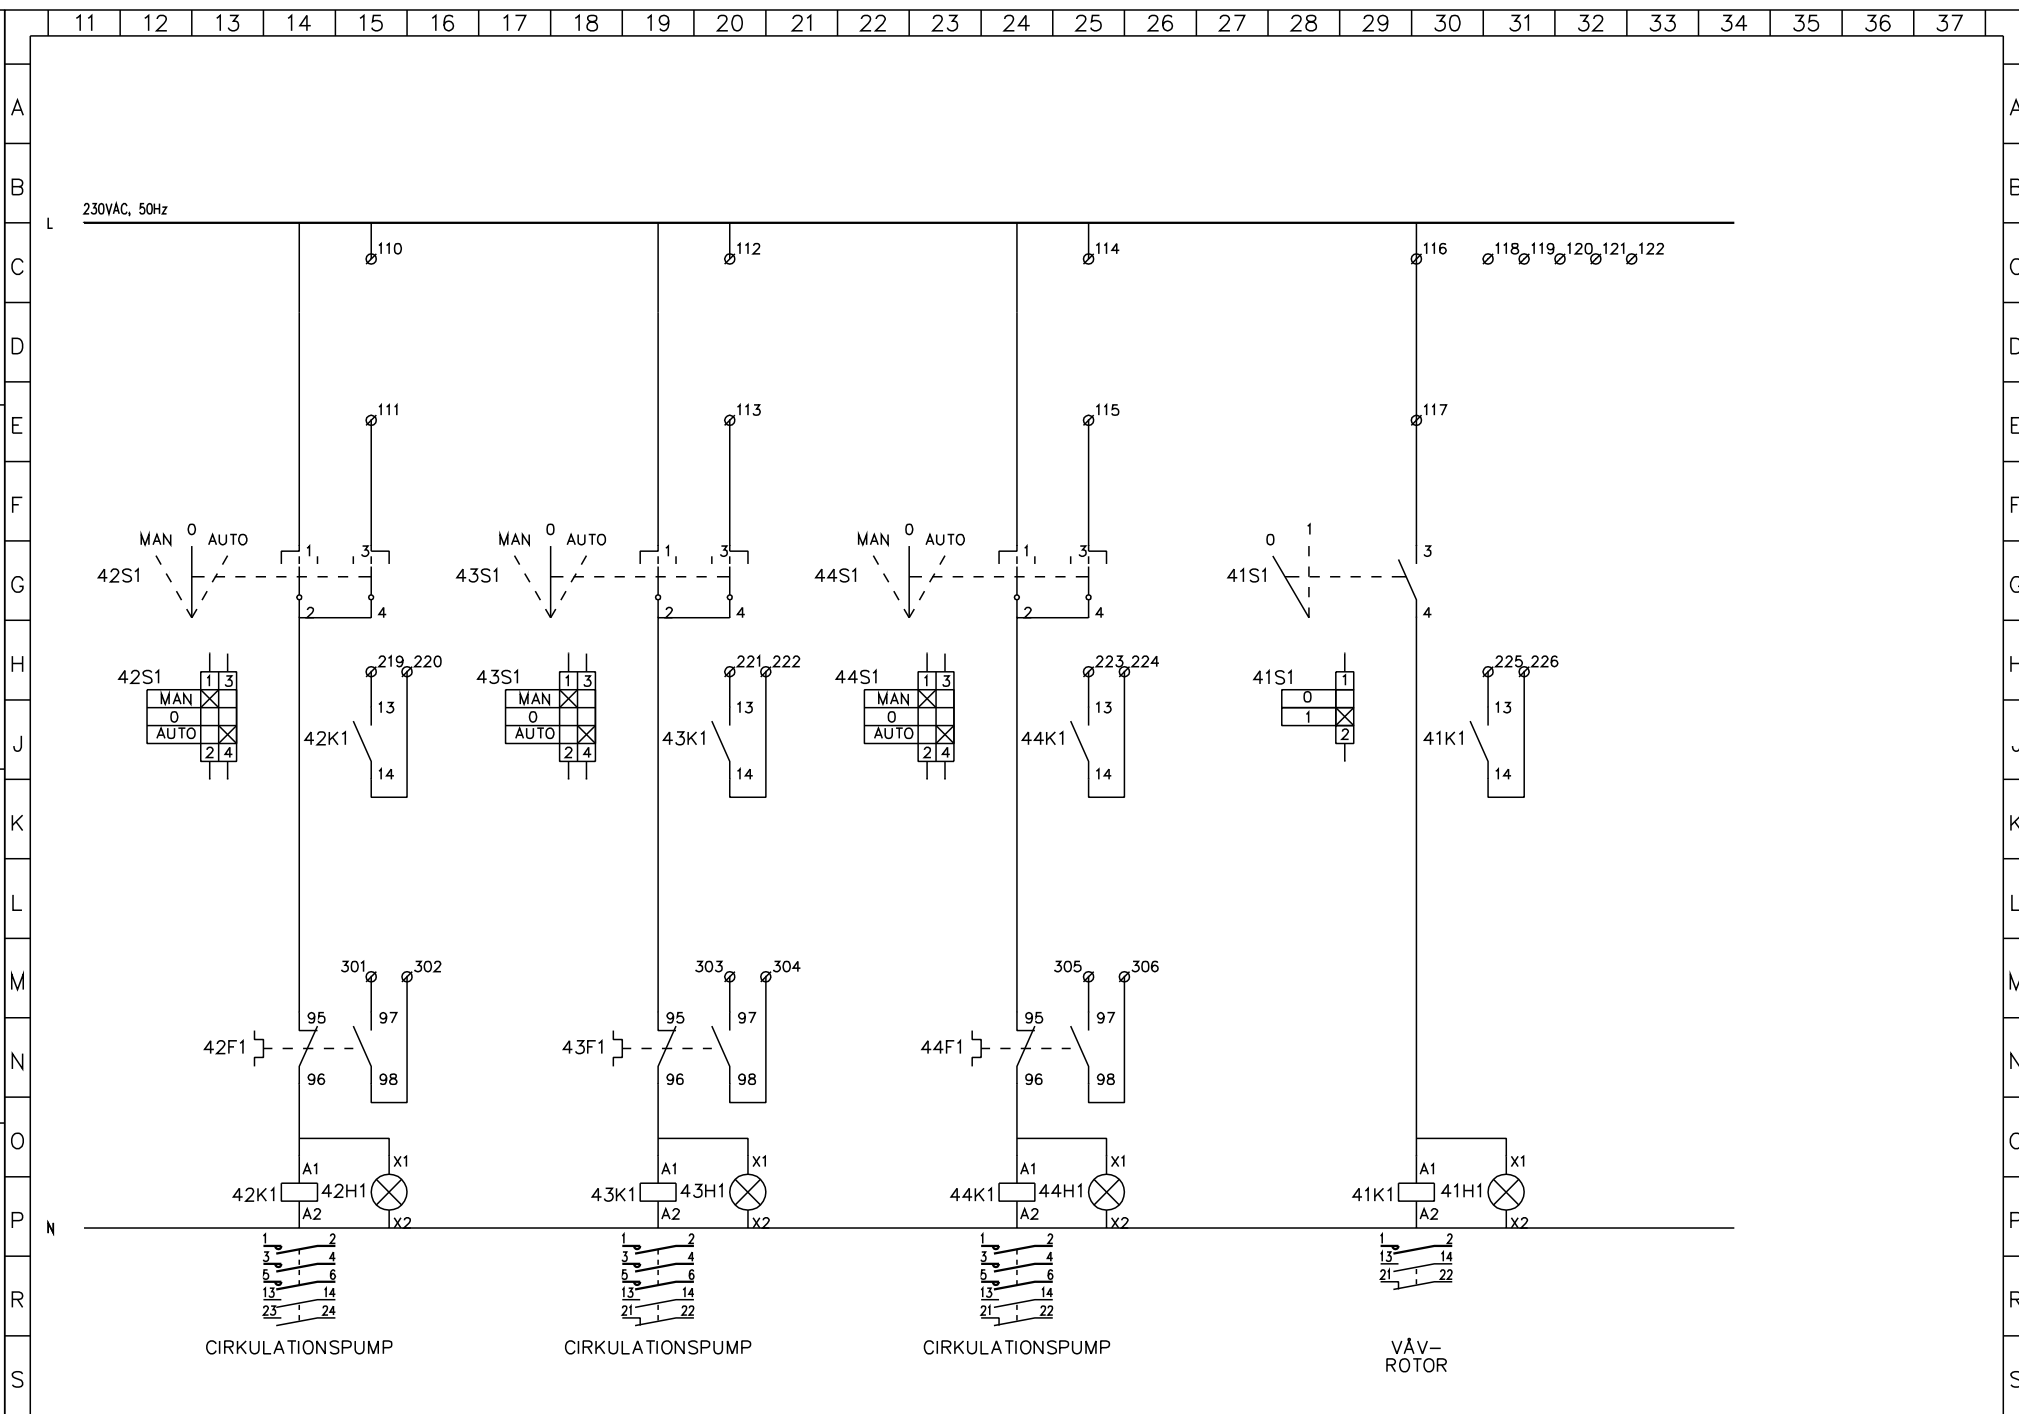 11 12 13 14 15 16 17 18 19 20 21 22 23 24 25 26 27 28 29 30 31 32 33 34 35 36 37
A A
B B
230VAC, 50Hz
L
110 112 114 116 118 119 120 121 122
C
D D
111 113 115 117
E E
F F
MAN 0 AUTO MAN 0 AUTO MAN 0 AUTO 0 1
1 3 1 3 1 3 3
42S1 43S1 44S1 41S1
G
2 4 2 4 2 4 4
219 220 221 222 223 224 225 226
H H
42S1 43S1 44S1 41S1
1 3 1 3 1 3 1
MAN MAN MAN 0
13 13 13 13
0 0 0 1
AUTO AUTO AUTO 2
42K1 43K1 44K1 41K1
J J
2 4 2 4 2 4
14 14 14 14
K K
L L
301 302 303 304 305 306
M M
95 97 95 97 95 97
42F1 43F1 44F1
N N
96 98 96 98 96 98
O
X1 X1 X1 X1
A1 A1 A1 A1
42K1 42H1 43K1 43H1 44K1 44H1 41K1 41H1
A2 A2 A2 A2
P P
X2 X2 X2 X2
N
1 2 1 2 1 2 1 2
3 4 3 4 3 4 13 14
5 6 5 6 5 6 21 22
13 14 13 14 13 14
R R
23 24 21 22 21 22
CIRKULATIONSPUMP CIRKULATIONSPUMP CIRKULATIONSPUMP VÅV-
ROTOR
S S